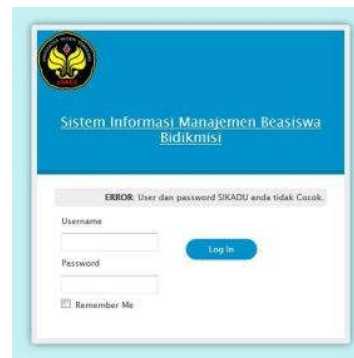 Sistem Informasi Manajemen Beasiswa
Bidikmisi
ERROR: User dan password SIKADU anda tidak Cocok.
Username
Log In
Password
Remember Me